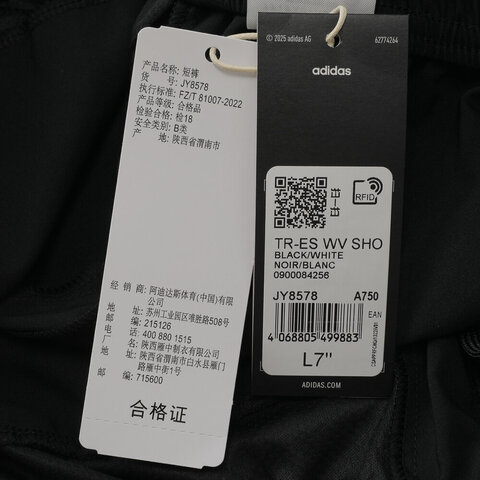 产品名称: 短裤
货 号: JY8578
执行标准: FZ/T 81007-2022
产品等级: 合格品
检验合格: 检18
安全类别: B类
产 地: 陕西省渭南市
经 销 商: 阿迪达斯体育(中国)有限
公司
地 址: 苏州工业园区唯胜路508号
邮 编: 215126
电 话: 400 880 1515
厂 名: 陕西雁中制衣有限公司
地 址: 陕西省渭南市白水县雁门
路雁中街1号
邮 编: 715600
合格证
© 2025 adidas AG
62774264
adidas
RFID
TR-ES WV SHO
BLACK/WHITE
NOIR/BLANC
0900084256
JY8578 A750
EAN
4 068805 499883
L7"
ADIDAS.COM